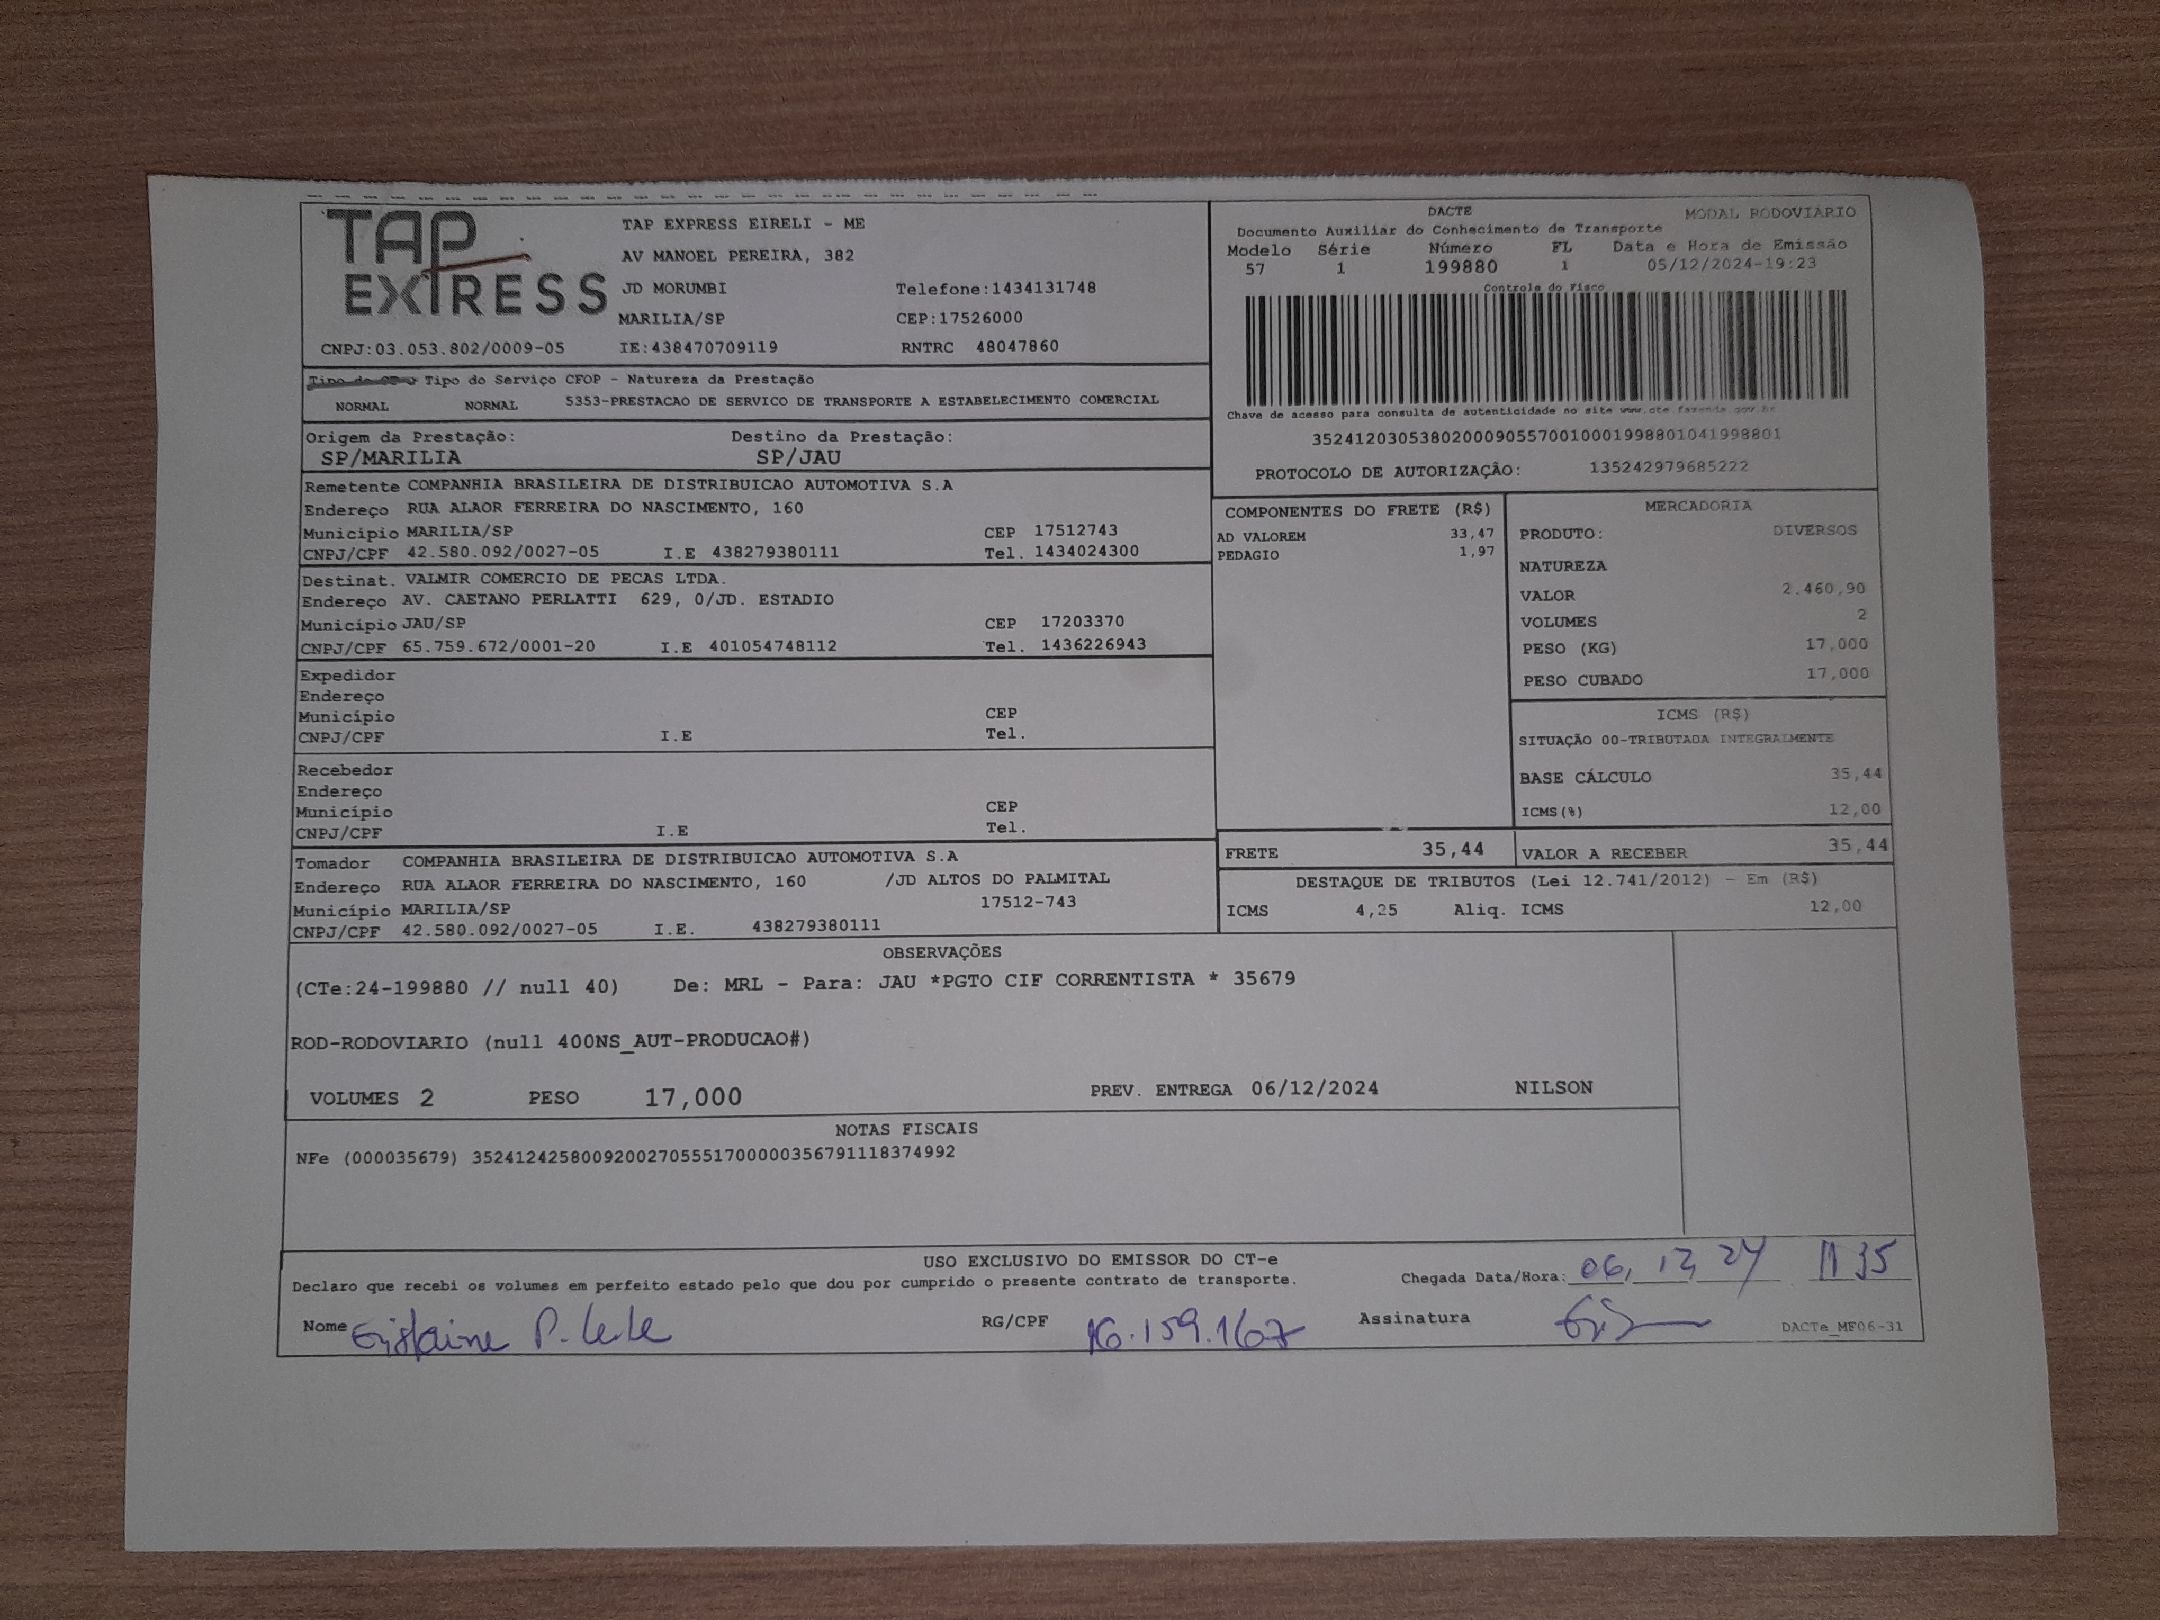 TAP
EXPRESS
TAP EXPRESS EIRELI - ME
AV MANOEL PEREIRA, 382
JD MORUMBI Telefone:1434131748
MARILIA/SP CEP:17526000
CNPJ:03.053.802/0009-05 IE:438470709119 RNTRC 48047860
Tipo do Serviço CFOP - Natureza da Prestação
NORMAL NORMAL 5353-PRESTACAO DE SERVICO DE TRANSPORTE A ESTABELECIMENTO COMERCIAL
Origem da Prestação: Destino da Prestação:
SP/MARILIA SP/JAU
Remetente COMPANHIA BRASILEIRA DE DISTRIBUICAO AUTOMOTIVA S.A
Endereço RUA ALAOR FERREIRA DO NASCIMENTO, 160
Município MARILIA/SP CEP 17512743
CNPJ/CPF 42.580.092/0027-05 I.E 438279380111 Tel. 1434024300
Destinat. VALMIR COMERCIO DE PECAS LTDA.
Endereço AV. CAETANO PERLATTI 629, 0/JD. ESTADIO
Município JAU/SP CEP 17203370
CNPJ/CPF 65.759.672/0001-20 I.E 401054748112 Tel. 1436226943
Expedidor
Endereço
Município CEP
CNPJ/CPF I.E Tel.
Recebedor
Endereço
Município CEP
CNPJ/CPF I.E Tel.
Tomador COMPANHIA BRASILEIRA DE DISTRIBUICAO AUTOMOTIVA S.A
Endereço RUA ALAOR FERREIRA DO NASCIMENTO, 160 /JD ALTOS DO PALMITAL
Município MARILIA/SP 17512-743
CNPJ/CPF 42.580.092/0027-05 I.E. 438279380111
DACTE MODAL RODOVIÁRIO
Documento Auxiliar do Conhecimento de Transporte
Modelo Série Número FL Data e Hora de Emissão
57 1 199880 1 05/12/2024-19:23
Controle do Fisco
Chave de acesso para consulta de autenticidade no site www.cte.fazenda.gov.br
35241203053802000905570010001998801041998801
PROTOCOLO DE AUTORIZAÇÃO: 135242979685222
COMPONENTES DO FRETE (R$)
AD VALOREM 33,47
PEDAGIO 1,97
MERCADORIA
PRODUTO: DIVERSOS
NATUREZA
VALOR 2.460,90
VOLUMES 2
PESO (KG) 17,000
PESO CUBADO 17,000
ICMS (R$)
SITUAÇÃO 00-TRIBUTADA INTEGRALMENTE
BASE CÁLCULO 35,44
ICMS(%) 12,00
FRETE 35,44 VALOR A RECEBER 35,44
DESTAQUE DE TRIBUTOS (Lei 12.741/2012) - Em (R$)
ICMS 4,25 Aliq. ICMS 12,00
OBSERVAÇÕES
(CTe:24-199880 // null 40) De: MRL - Para: JAU *PGTO CIF CORRENTISTA * 35679
ROD-RODOVIARIO (null 400NS_AUT-PRODUCAO#)
VOLUMES 2 PESO 17,000 PREV. ENTREGA 06/12/2024 NILSON
NOTAS FISCAIS
NFe (000035679) 35241242580092002705551700000356791118374992
USO EXCLUSIVO DO EMISSOR DO CT-e
Declaro que recebi os volumes em perfeito estado pelo que dou por cumprido o presente contrato de transporte. Chegada Data/Hora: 06, 12, 24 11 35
Nome P. RG/CPF 16.159.167 Assinatura DACTe_MF06-31